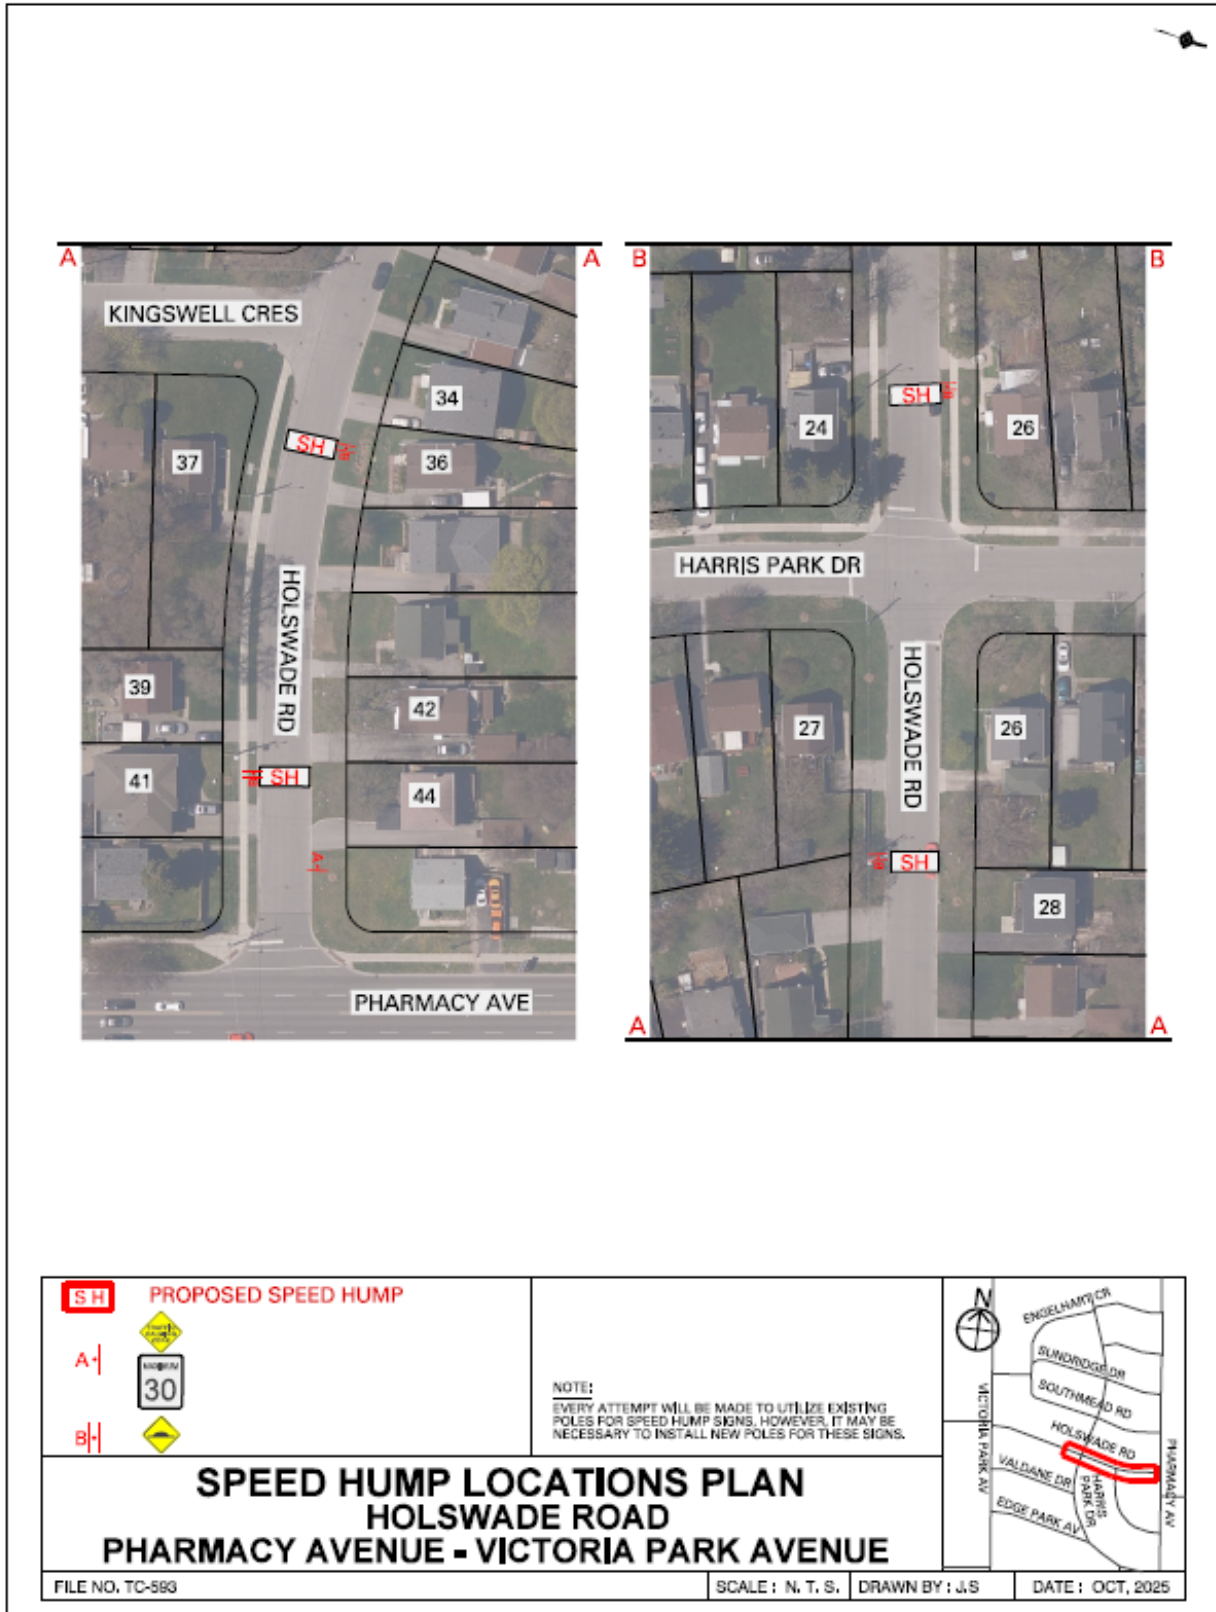 A
A
B
B
KINGSWELL CRES
34
37
SH
36
HOLSWADE RD
39
42
41
SH
44
A
PHARMACY AVE
24
SH
26
HARRIS PARK DR
HOLSWADE RD
27
26
SH
28
A
A
SH
PROPOSED SPEED HUMP
A
MAXIMUM
30
B
NOTE:
EVERY ATTEMPT WILL BE MADE TO UTILIZE EXISTING
POLES FOR SPEED HUMP SIGNS. HOWEVER, IT MAY BE
NECESSARY TO INSTALL NEW POLES FOR THESE SIGNS.
N
ENGELHART CR
SUNDRIDGE DR
SOUTHMEAD RD
VICTORIA PARK AV
HOLSWADE RD
PHARMACY AV
VALDANE DR
HARRIS
PARK DR
EDGE PARK AV
SPEED HUMP LOCATIONS PLAN
HOLSWADE ROAD
PHARMACY AVENUE - VICTORIA PARK AVENUE
FILE NO. TC-593
SCALE : N. T. S.
DRAWN BY : J.S
DATE : OCT, 2025